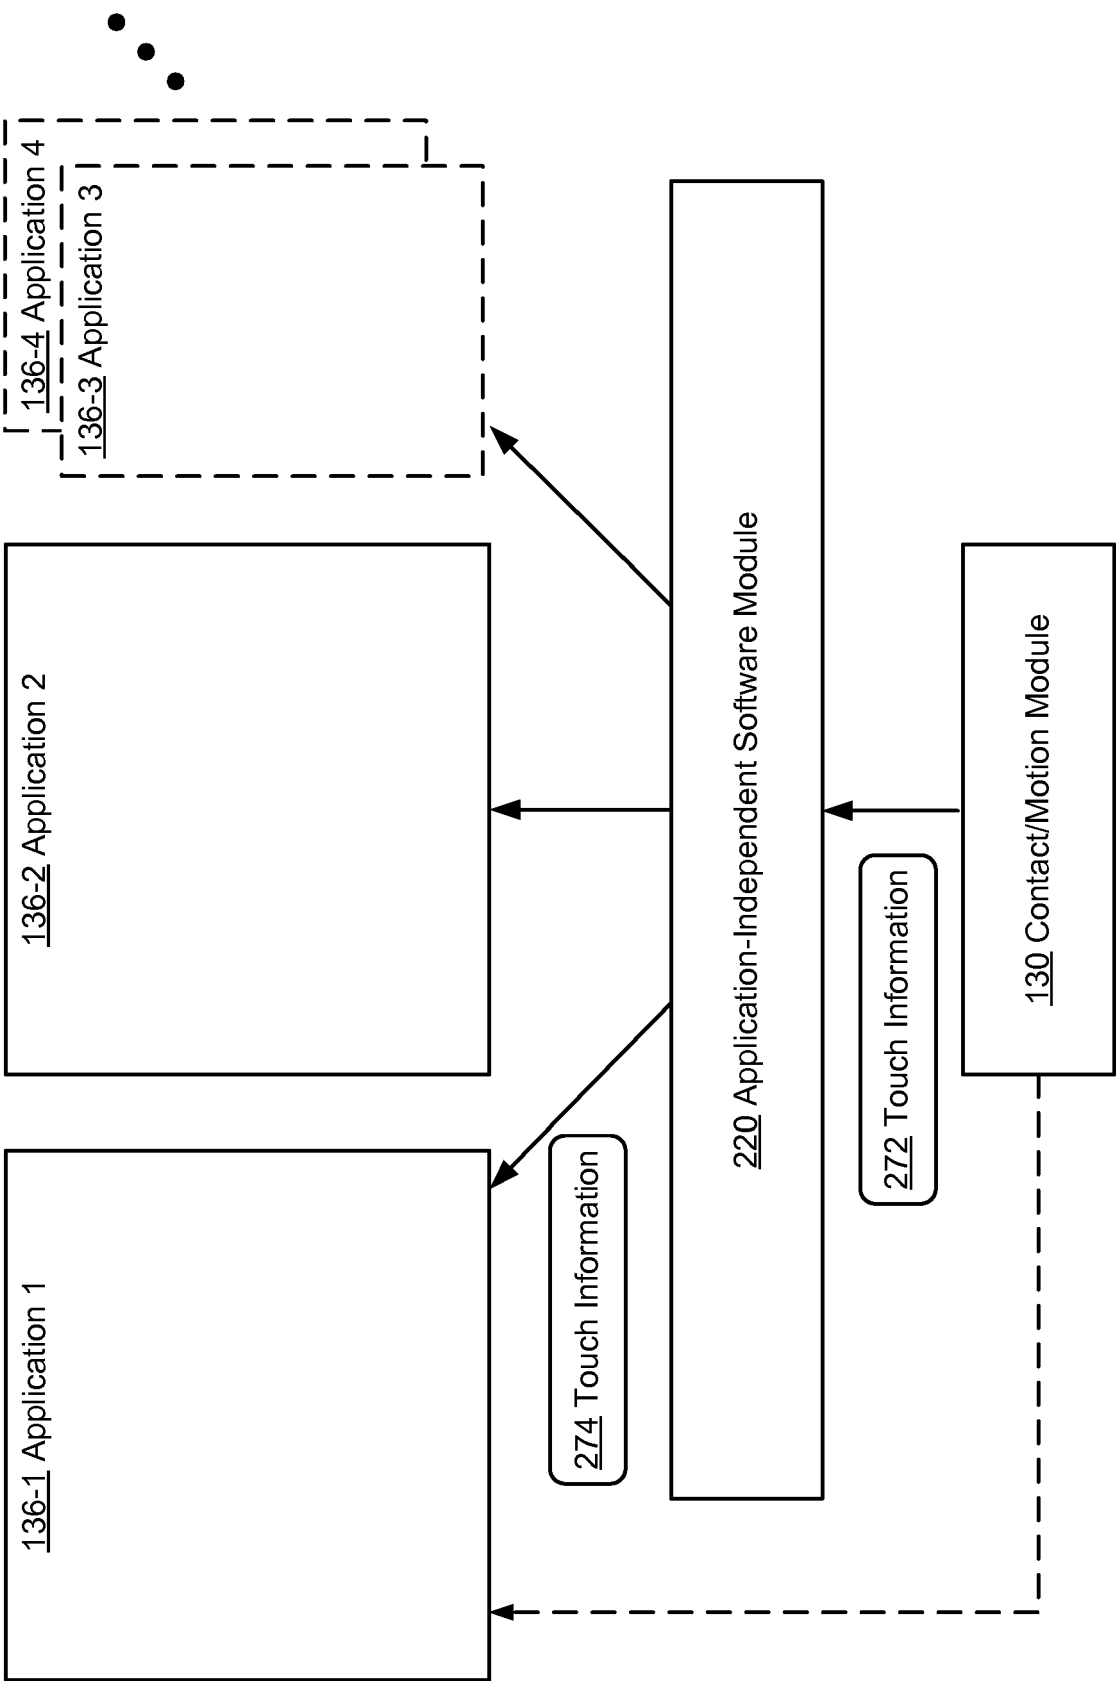 136-1 Application 1
136-2 Application 2
136-4 Application 4
136-3 Application 3
274 Touch Information
220 Application-Independent Software Module
272 Touch Information
130 Contact/Motion Module